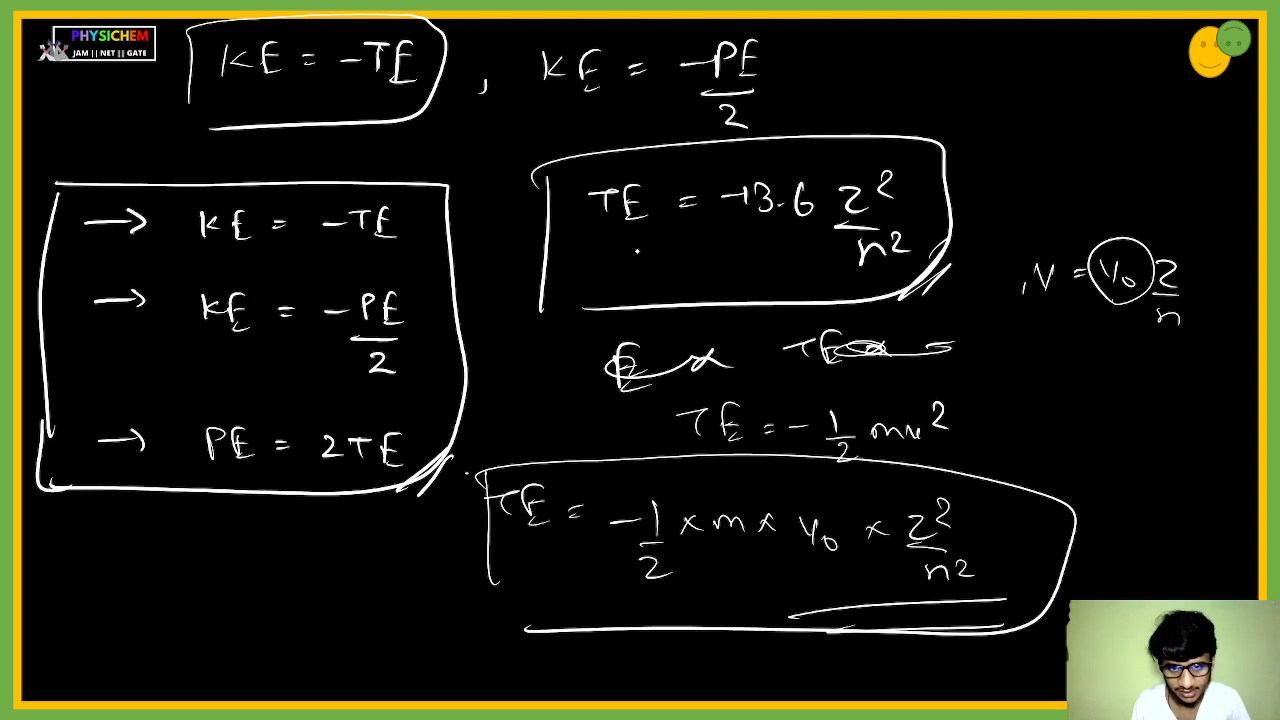 PHYSICHEM
JAM || NET || GATE
KE = -TE , KE = -PE/2
→ KE = -TE
→ KE = -PE/2
→ PE = 2TE
TE = -13.6 Z²/n²
, V = V₀ Z/n
E ∝ TE ∝ =
TE = - 1/2 mv²
TE = -1/2 × m × V₀ × Z²/n²